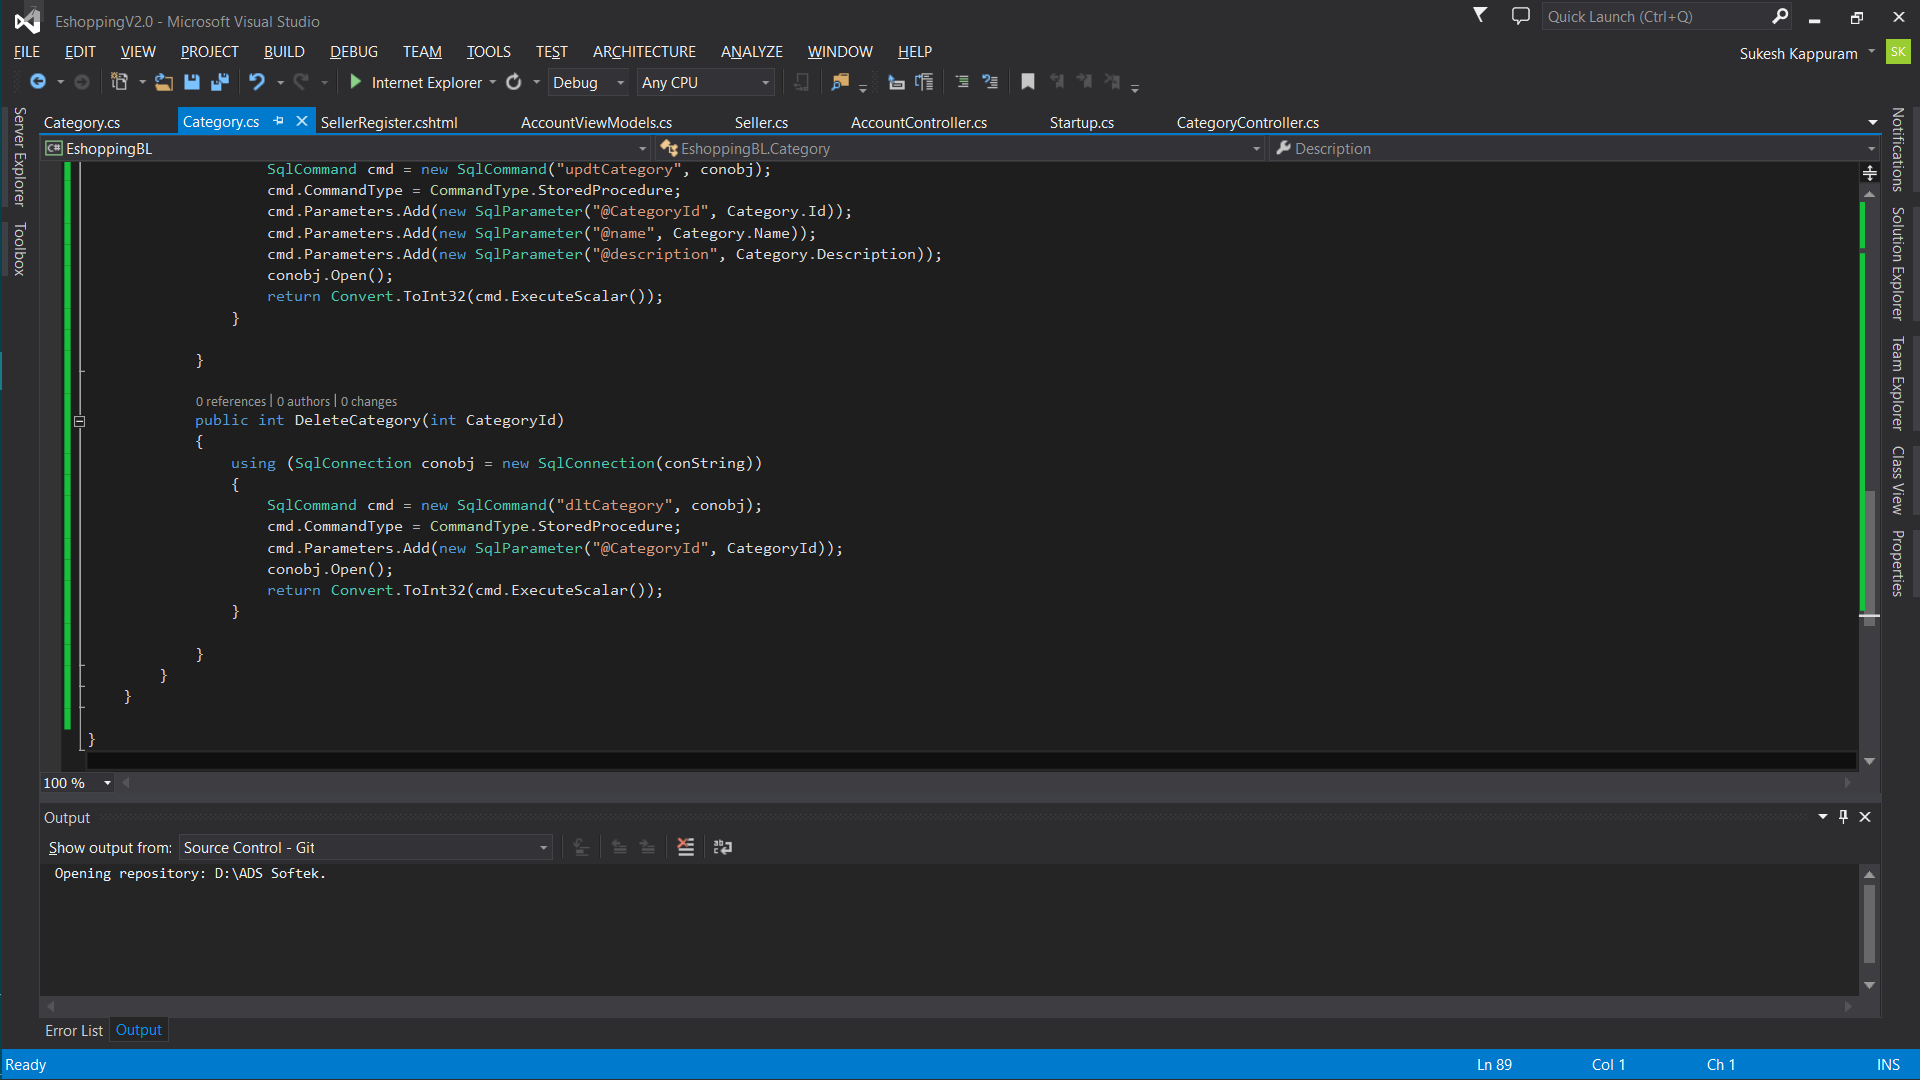 EshoppingV2.0 - Microsoft Visual Studio
Quick Launch (Ctrl+Q)
FILE EDIT VIEW PROJECT BUILD DEBUG TEAM TOOLS TEST ARCHITECTURE ANALYZE WINDOW HELP
Sukesh Kappuram SK
Internet Explorer Debug Any CPU
Server Explorer
Toolbox
Category.cs Category.cs SellerRegister.cshtml AccountViewModels.cs Seller.cs AccountController.cs Startup.cs CategoryController.cs
C# EshoppingBL EshoppingBL.Category Description
SqlCommand cmd = new SqlCommand("updtCategory", conobj);
cmd.CommandType = CommandType.StoredProcedure;
cmd.Parameters.Add(new SqlParameter("@CategoryId", Category.Id));
cmd.Parameters.Add(new SqlParameter("@name", Category.Name));
cmd.Parameters.Add(new SqlParameter("@description", Category.Description));
conobj.Open();
return Convert.ToInt32(cmd.ExecuteScalar());
}
}
0 references | 0 authors | 0 changes
public int DeleteCategory(int CategoryId)
{
using (SqlConnection conobj = new SqlConnection(conString))
{
SqlCommand cmd = new SqlCommand("dltCategory", conobj);
cmd.CommandType = CommandType.StoredProcedure;
cmd.Parameters.Add(new SqlParameter("@CategoryId", CategoryId));
conobj.Open();
return Convert.ToInt32(cmd.ExecuteScalar());
}
}
}
}
}
100 %
Notifications
Solution Explorer
Team Explorer
Class View
Properties
Output
Show output from: Source Control - Git
Opening repository: D:\ADS Softek.
Error List Output
Ready Ln 89 Col 1 Ch 1 INS